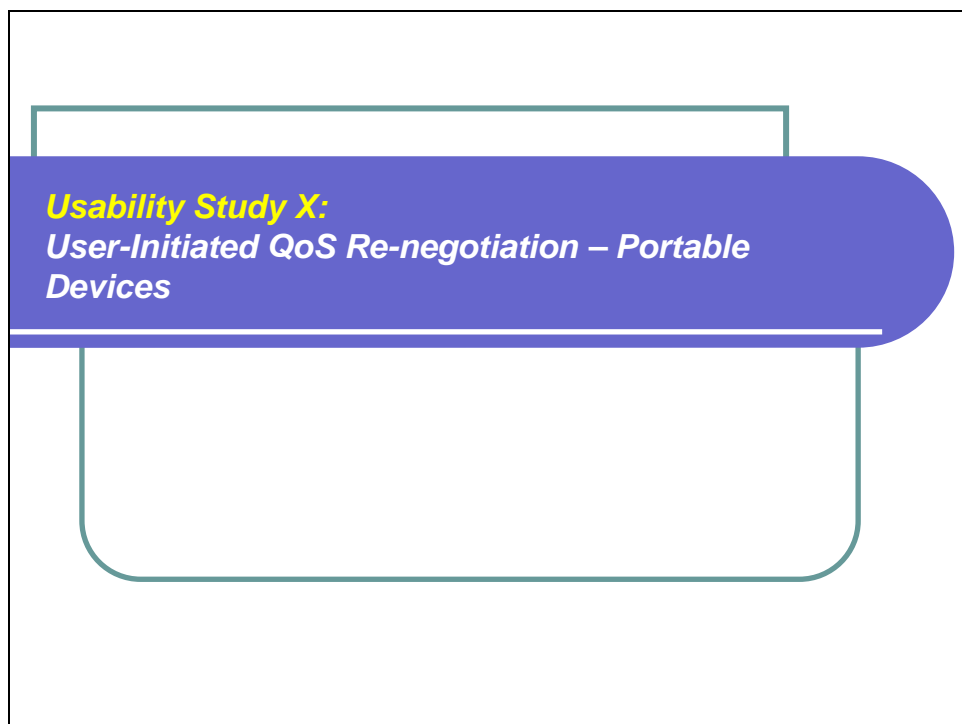 Usability Study X:
User-Initiated QoS Re-negotiation – Portable
Devices